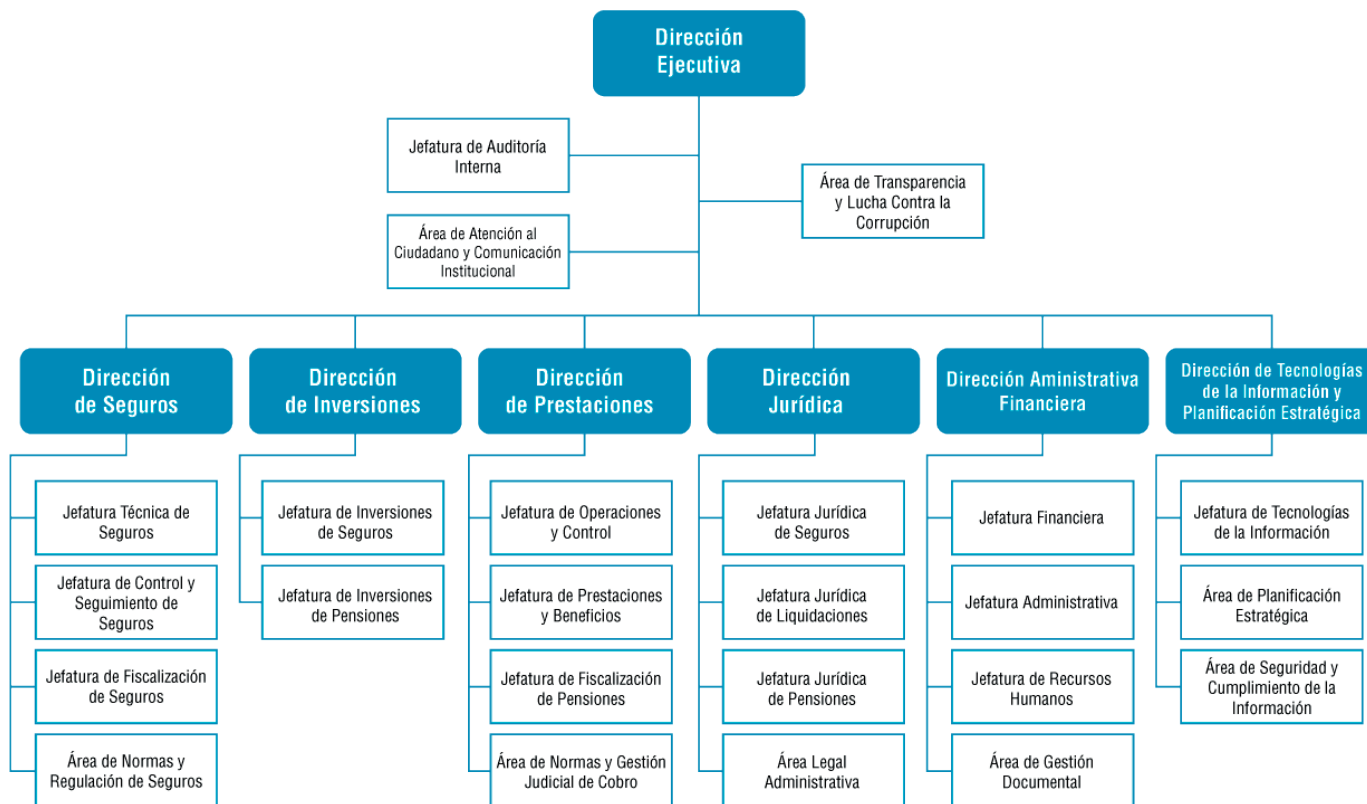 Dirección
Ejecutiva
Jefatura de Auditoría
Interna
Área de Transparencia
y Lucha Contra la
Corrupción
Área de Atención al
Ciudadano y Comunicación
Institucional
Dirección
de Seguros
Dirección
de Inversiones
Dirección
de Prestaciones
Dirección
Jurídica
Dirección Aministrativa
Financiera
Dirección de Tecnologías
de la Información y
Planificación Estratégica
Jefatura Técnica de
Seguros
Jefatura de Control y
Seguimiento de
Seguros
Jefatura de Fiscalización
de Seguros
Área de Normas y
Regulación de Seguros
Jefatura de Inversiones
de Seguros
Jefatura de Inversiones
de Pensiones
Jefatura de Operaciones
y Control
Jefatura de Prestaciones
y Beneficios
Jefatura de Fiscalización
de Pensiones
Área de Normas y Gestión
Judicial de Cobro
Jefatura Jurídica
de Seguros
Jefatura Jurídica
de Liquidaciones
Jefatura Jurídica
de Pensiones
Área Legal
Administrativa
Jefatura Financiera
Jefatura Administrativa
Jefatura de Recursos
Humanos
Área de Gestión
Documental
Jefatura de Tecnologías
de la Información
Área de Planificación
Estratégica
Área de Seguridad y
Cumplimiento de la
Información